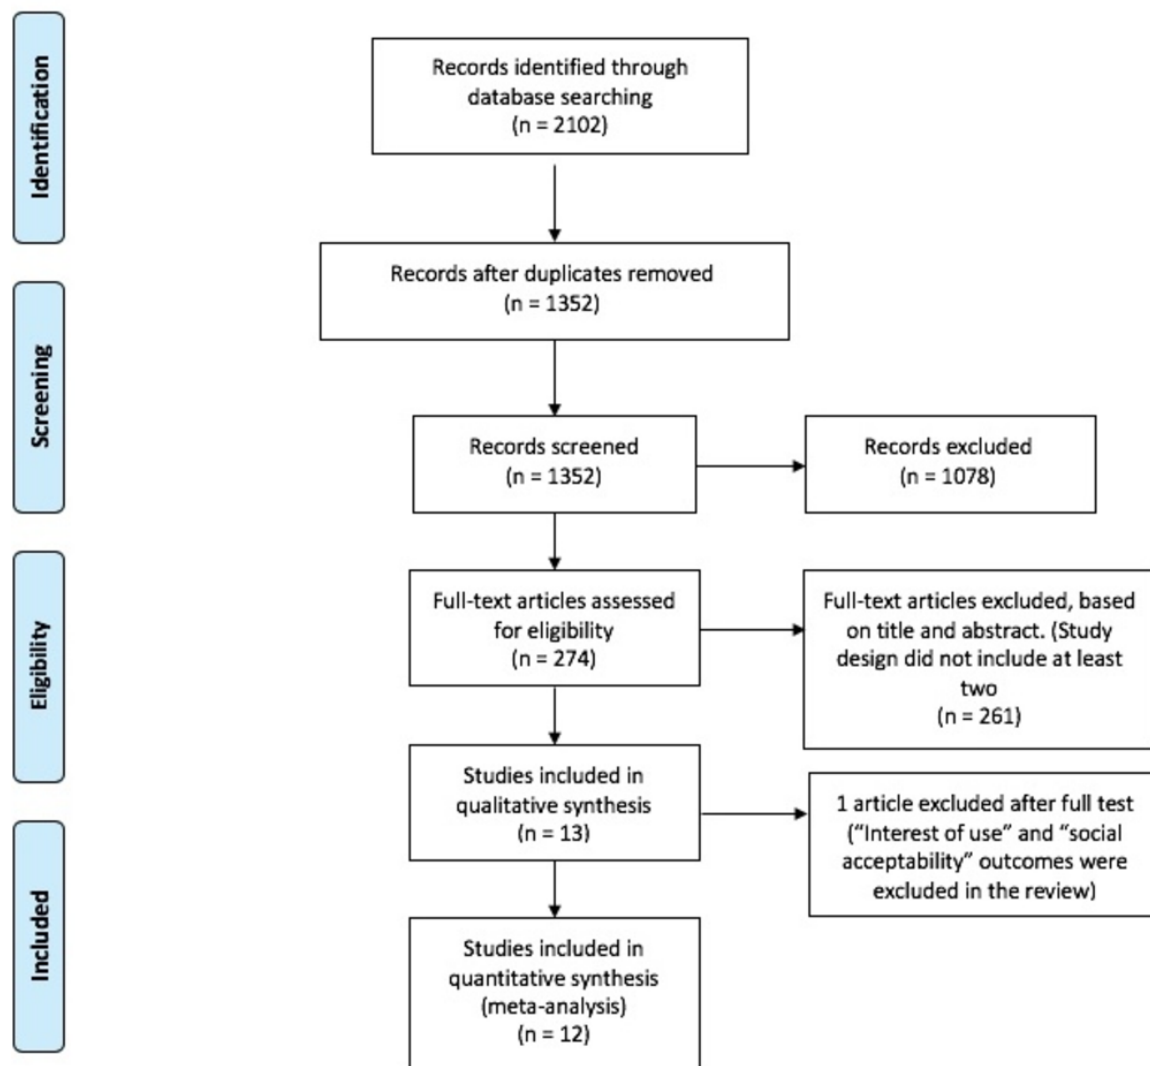 Identification
Records identified through
database searching
(n = 2102)
Records after duplicates removed
(n = 1352)
Screening
Records screened
(n = 1352)
Records excluded
(n = 1078)
Eligibility
Full-text articles assessed
for eligibility
(n = 274)
Full-text articles excluded, based
on title and abstract. (Study
design did not include at least
two
(n = 261)
Studies included in
qualitative synthesis
(n = 13)
1 article excluded after full test
(“Interest of use” and “social
acceptability” outcomes were
excluded in the review)
Included
Studies included in
quantitative synthesis
(meta-analysis)
(n = 12)